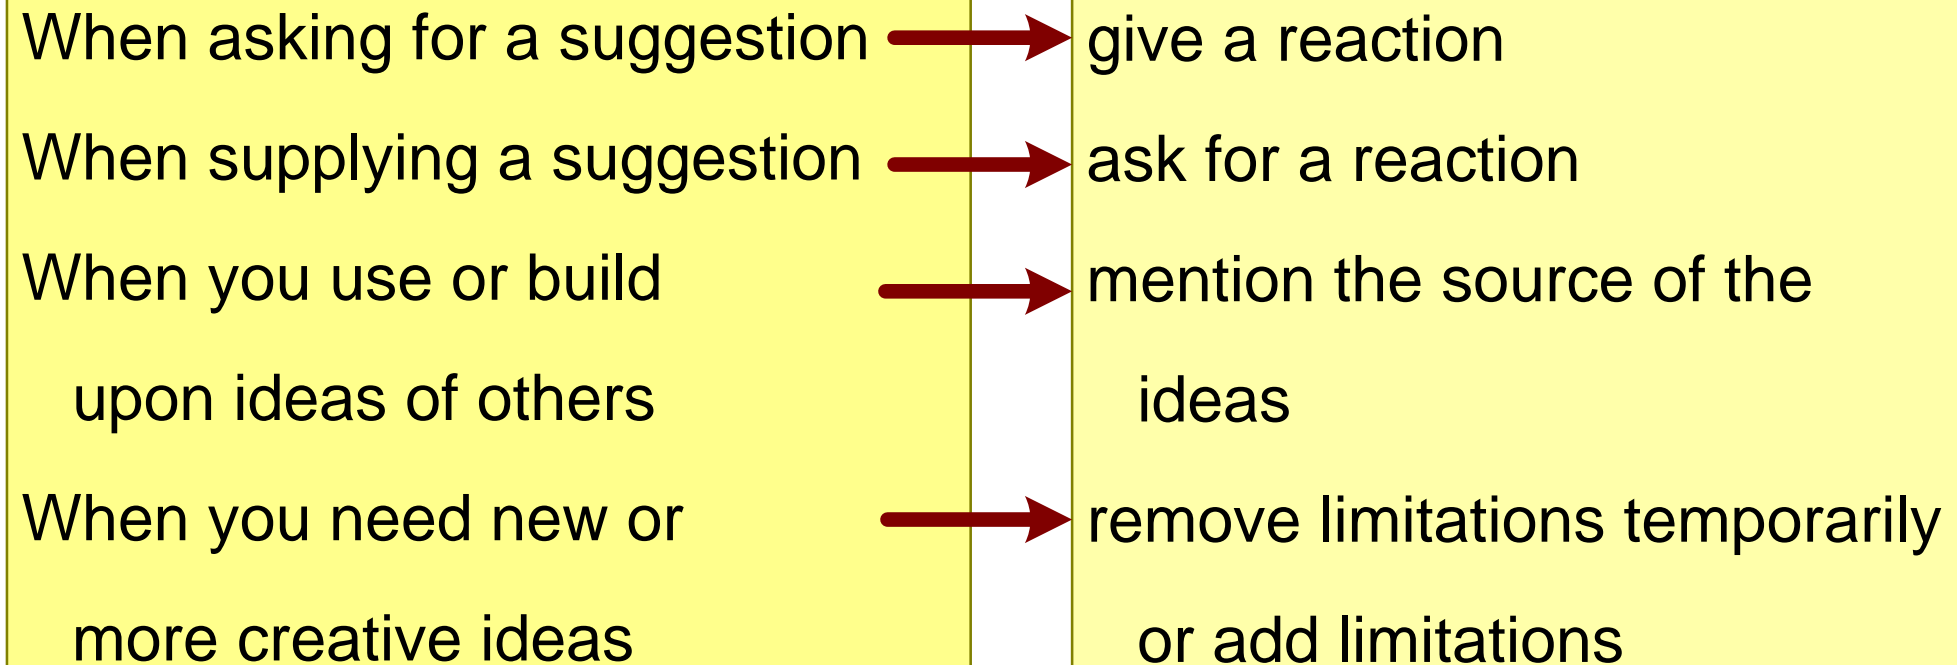 When asking for a suggestion
give a reaction
When supplying a suggestion
ask for a reaction
When you use or build
upon ideas of others
mention the source of the
ideas
When you need new or
more creative ideas
remove limitations temporarily
or add limitations